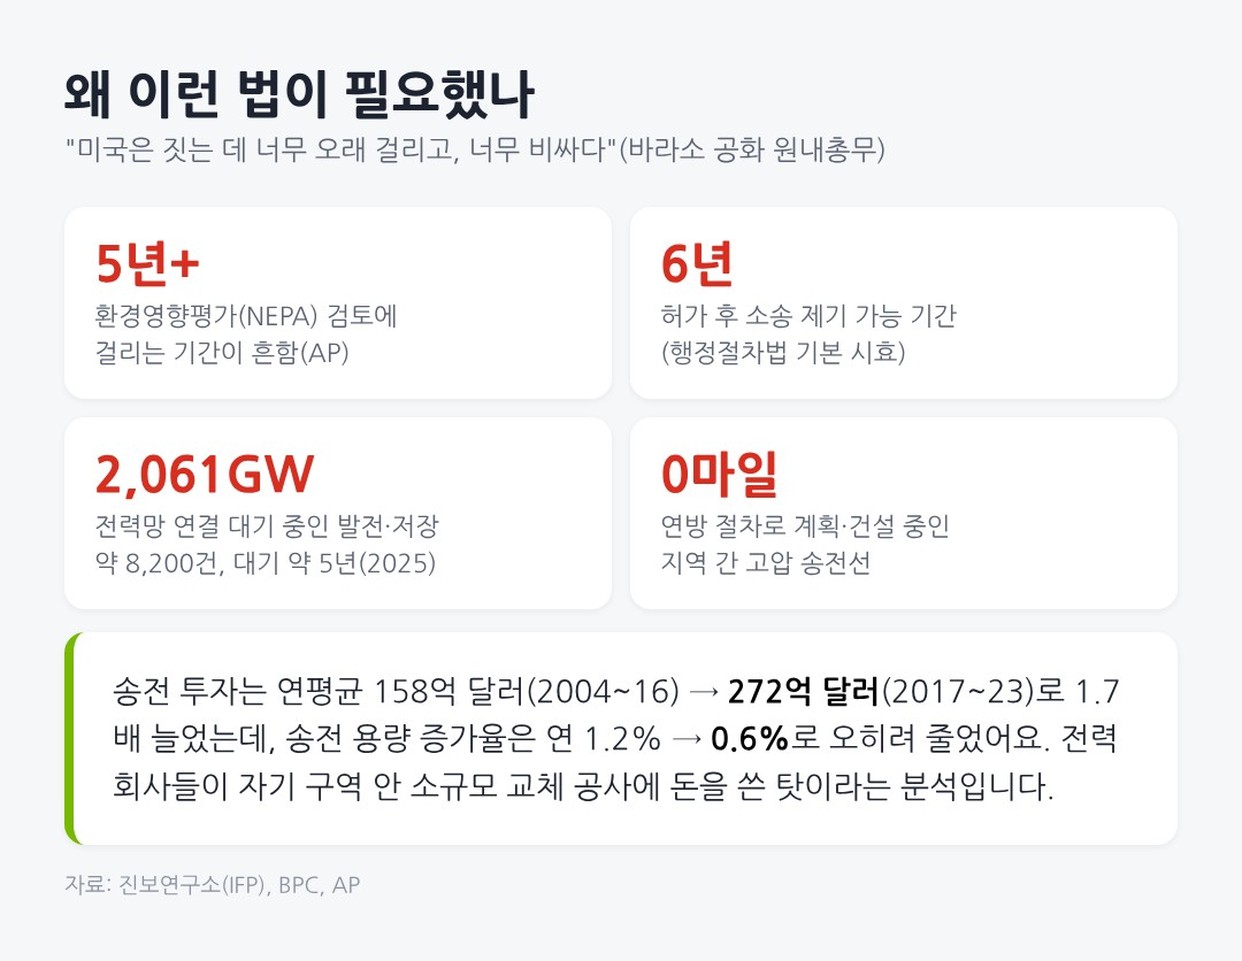 왜 이런 법이 필요했나
"미국은 짓는 데 너무 오래 걸리고, 너무 비싸다"(바라소 공화 원내총무)
5년+
환경영향평가(NEPA) 검토에
걸리는 기간이 흔함(AP)
6년
허가 후 소송 제기 가능 기간
(행정절차법 기본 시효)
2,061GW
전력망 연결 대기 중인 발전·저장
약 8,200건, 대기 약 5년(2025)
0마일
연방 절차로 계획·건설 중인
지역 간 고압 송전선
송전 투자는 연평균 158억 달러(2004~16) → 272억 달러(2017~23)로 1.7
배 늘었는데, 송전 용량 증가율은 연 1.2% → 0.6%로 오히려 줄었어요. 전력
회사들이 자기 구역 안 소규모 교체 공사에 돈을 쓴 탓이라는 분석입니다.
자료: 진보연구소(IFP), BPC, AP